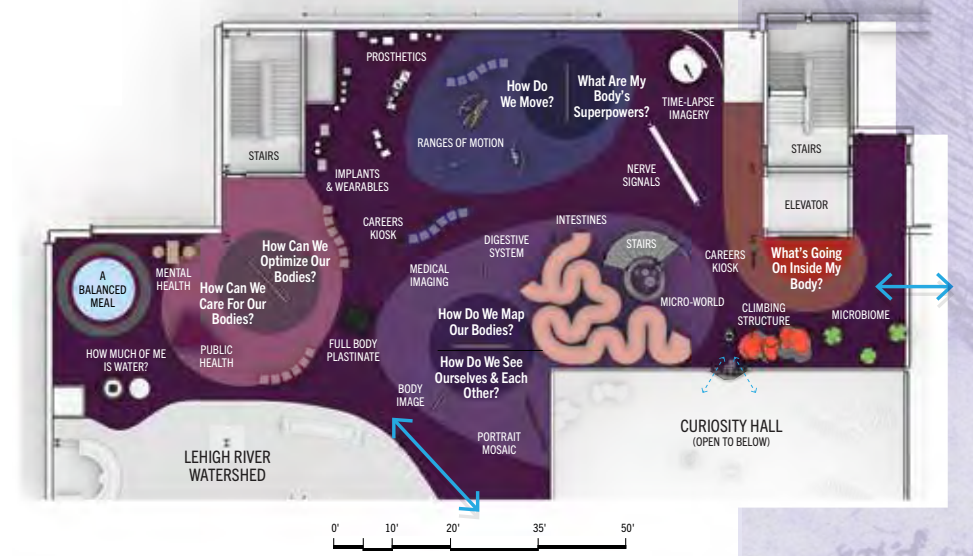 PROSTHETICS
How Do
We Move?
What Are My
Body's
Superpowers?
TIME-LAPSE
IMAGERY
RANGES OF MOTION
STAIRS
STAIRS
IMPLANTS
& WEARABLES
NERVE
SIGNALS
ELEVATOR
CAREERS
KIOSK
INTESTINES
DIGESTIVE
SYSTEM
STAIRS
CAREERS
KIOSK
How Can We
Optimize Our
Bodies?
What's Going
On Inside My
Body?
A
BALANCED
MEAL
MENTAL
HEALTH
MEDICAL
IMAGING
How Can We
Care For Our
Bodies?
MICRO-WORLD
CLIMBING
STRUCTURE
MICROBIOME
How Do We Map
Our Bodies?
HOW MUCH OF ME
IS WATER?
PUBLIC
HEALTH
FULL BODY
PLASTINATE
How Do We See
Ourselves & Each
Other?
BODY
IMAGE
PORTRAIT
MOSAIC
CURIOSITY HALL
(OPEN TO BELOW)
LEHIGH RIVER
WATERSHED
0' 10' 20' 35' 50'